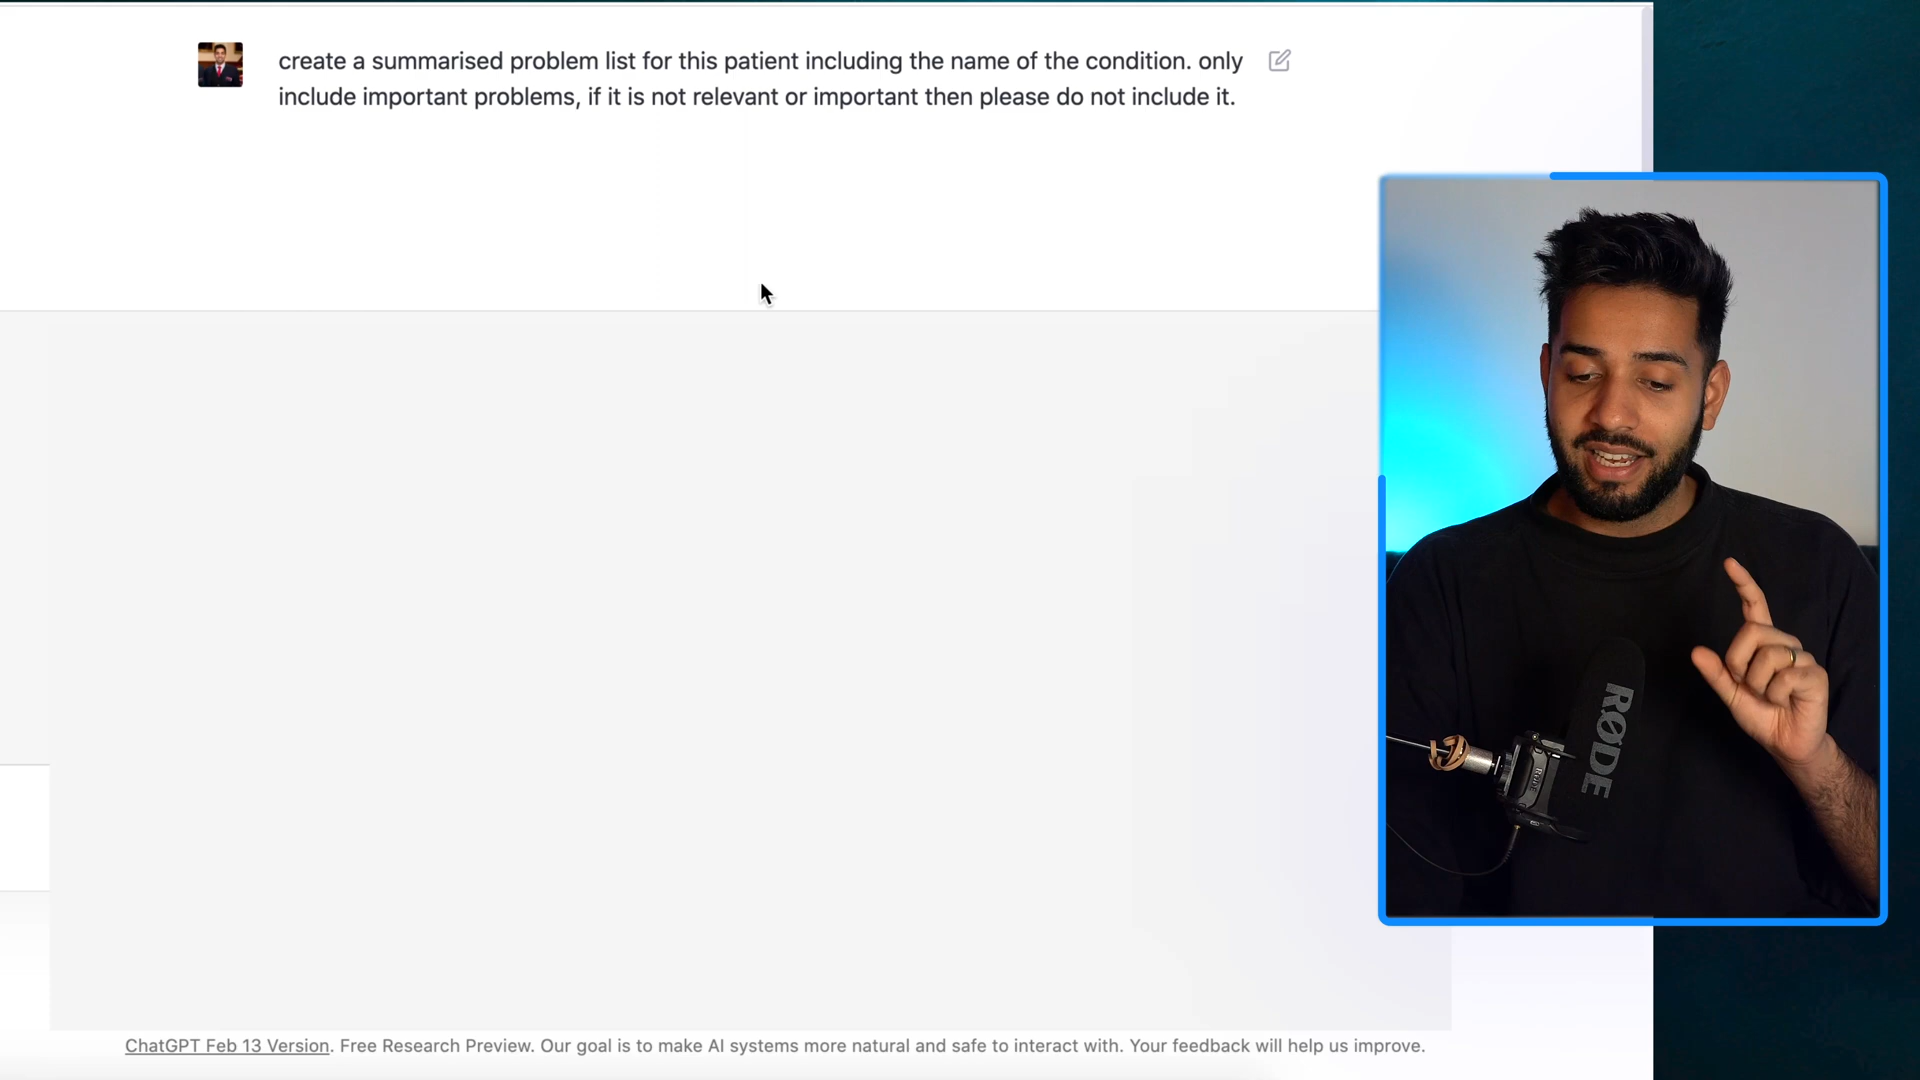 create a summarised problem list for this patient including the name of the condition. only
include important problems, if it is not relevant or important then please do not include it.
RØDE
RØDE
ChatGPT Feb 13 Version. Free Research Preview. Our goal is to make AI systems more natural and safe to interact with. Your feedback will help us improve.